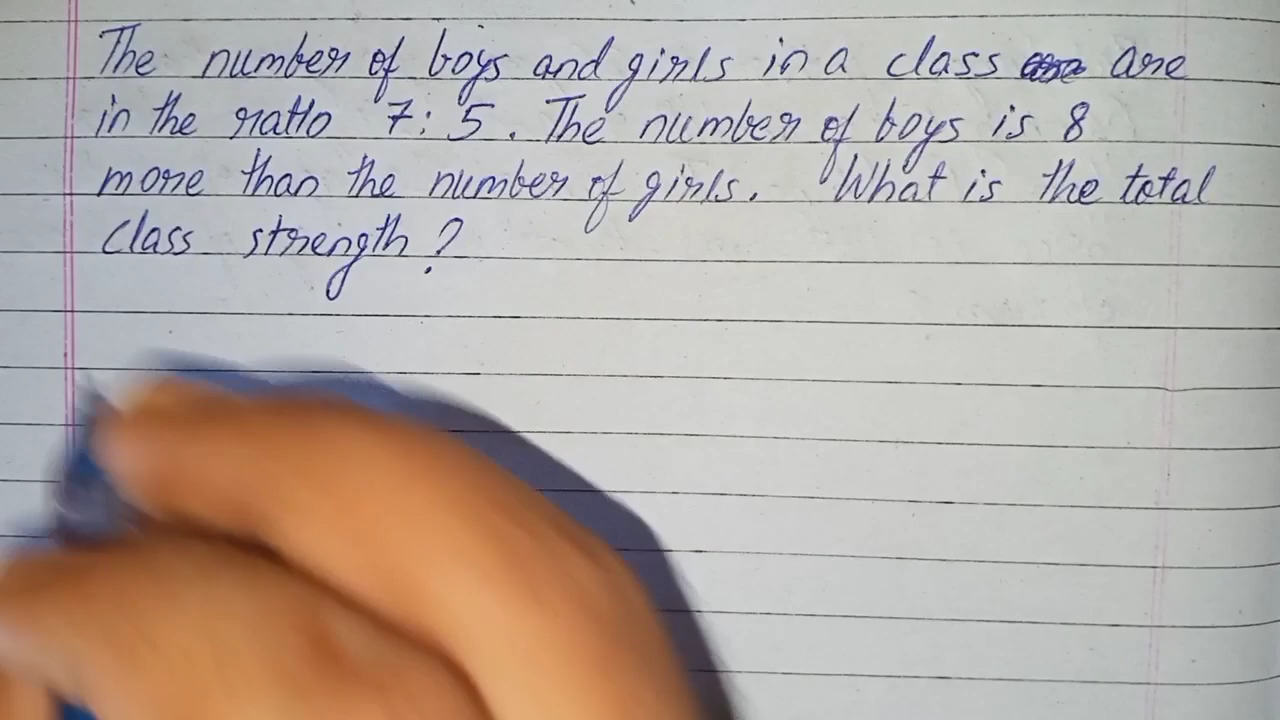 The number of boys and girls in a class are
in the ratio 7:5. The number of boys is 8
more than the number of girls. What is the total
class strength?